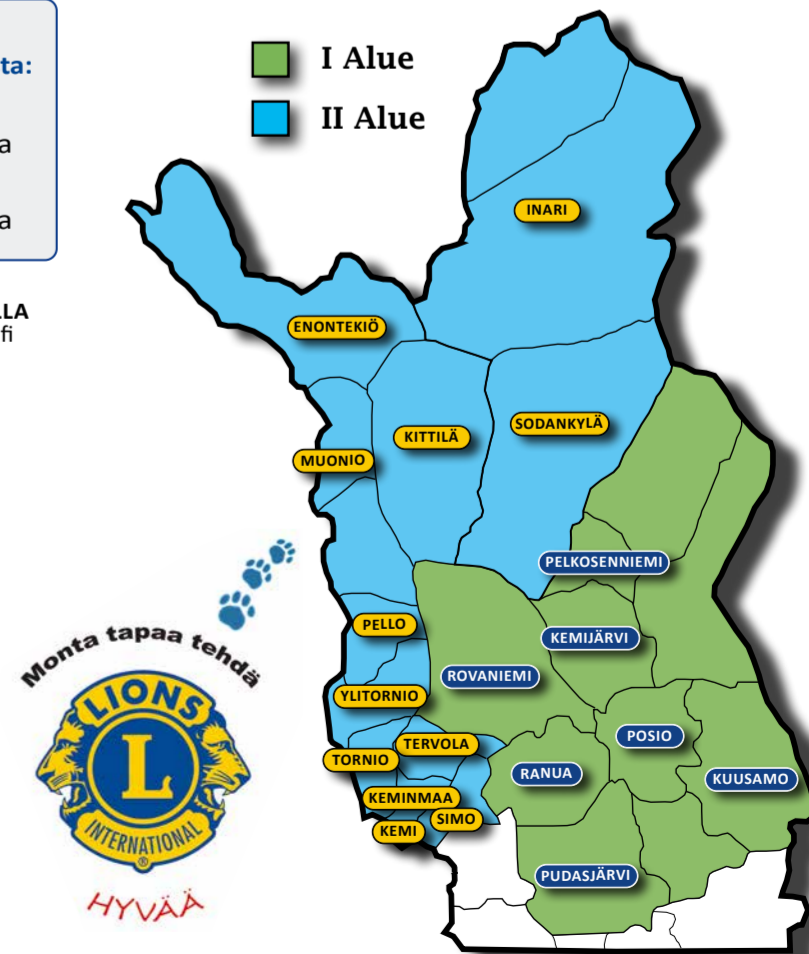 ta:
a
a
LLA
fi
I Alue
II Alue
INARI
ENONTEKIÖ
SODANKYLÄ
KITTILÄ
MUONIO
PELKOSENNIEMI
PELLO
KEMIJÄRVI
ROVANIEMI
YLITORNIO
POSIO
TERVOLA
TORNIO
RANUA
KUUSAMO
KEMINMAA
SIMO
KEMI
PUDASJÄRVI
Monta tapaa tehdä
LIONS
L
INTERNATIONAL
®
HYVÄÄ